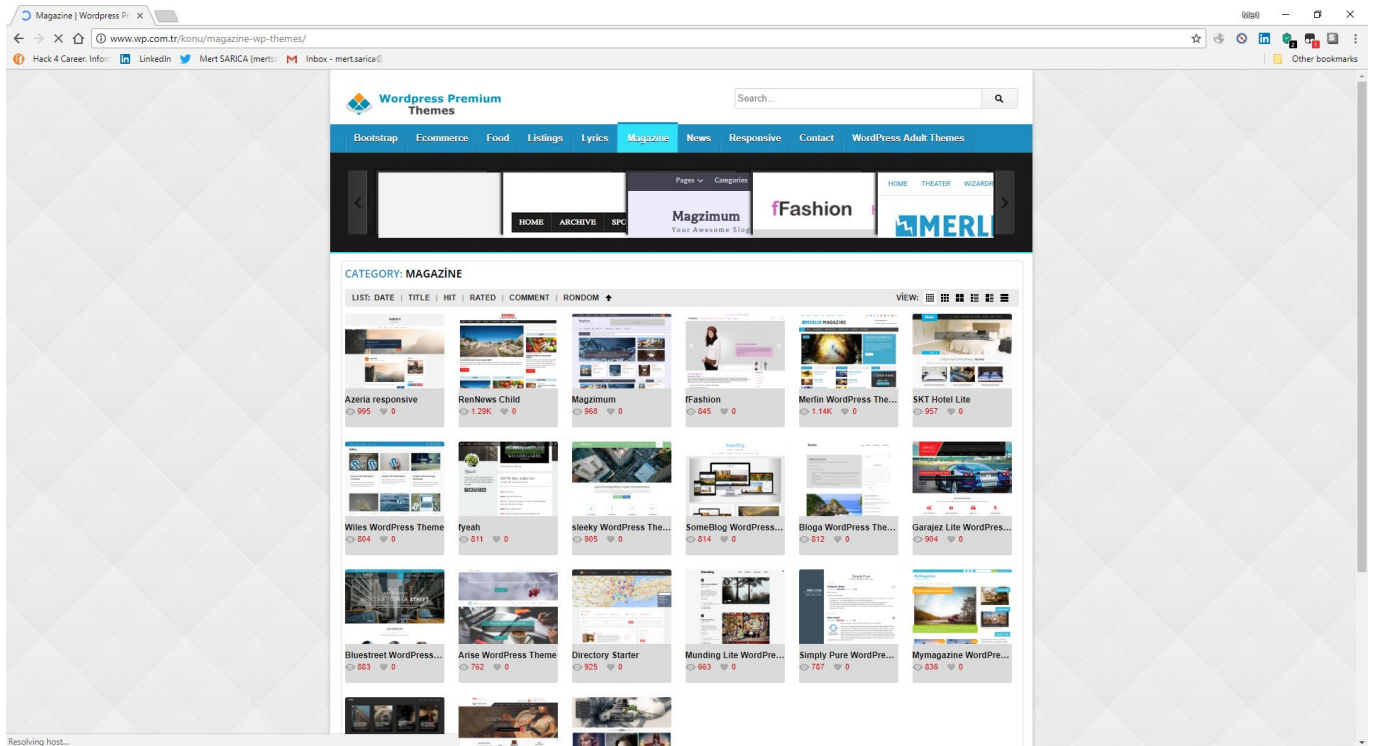 Magazine | Wordpress Pr
Mert
www.wp.com.tr/konu/magazine-wp-themes/
Hack 4 Career. Infor LinkedIn Mert SARICA (merts Inbox - mert.sarica@ Other bookmarks
Wordpress Premium
Themes
Search...
Bootstrap Ecommerce Food Listings Lyrics Magazine News Responsive Contact WordPress Adult Themes
Pages Categories
HOME THEATER WIZARDR
HOME ARCHIVE SPO
Magzimum
Your Awesome Slog
fFashion
MERLI
CATEGORY: MAGAZİNE
LIST: DATE | TITLE | HIT | RATED | COMMENT | RONDOM VİEW:
MERLIN MAGAZINE
Azeria responsive RenNews Child Magzimum fFashion Merlin WordPress The... SKT Hotel Lite
995 0 1.29K 0 968 0 845 0 1.14K 0 957 0
Wiles WordPress Theme fyeah sleeky WordPress The... SomeBlog WordPress... Bloga WordPress The... Garajez Lite WordPres...
804 0 811 0 905 0 814 0 812 0 904 0
Bluestreet WordPress... Arise WordPress Theme Directory Starter Munding Lite WordPre... Simply Pure WordPre... Mymagazine WordPre...
883 0 762 0 925 0 663 0 787 0 836 0
Resolving host...